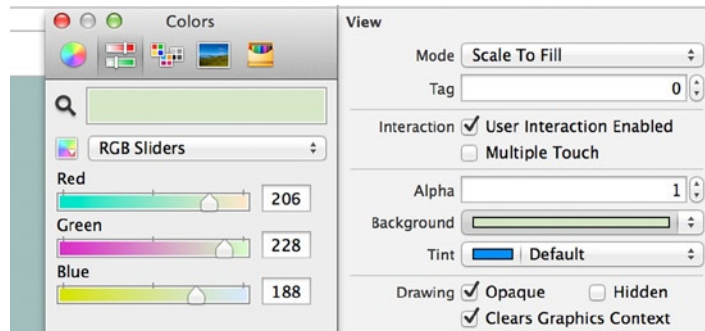 Colors
RGB Sliders
Red
206
Green
228
Blue
188
View
Mode Scale To Fill
Tag 0
Interaction User Interaction Enabled
Multiple Touch
Alpha 1
Background
Tint Default
Drawing Opaque Hidden
Clears Graphics Context